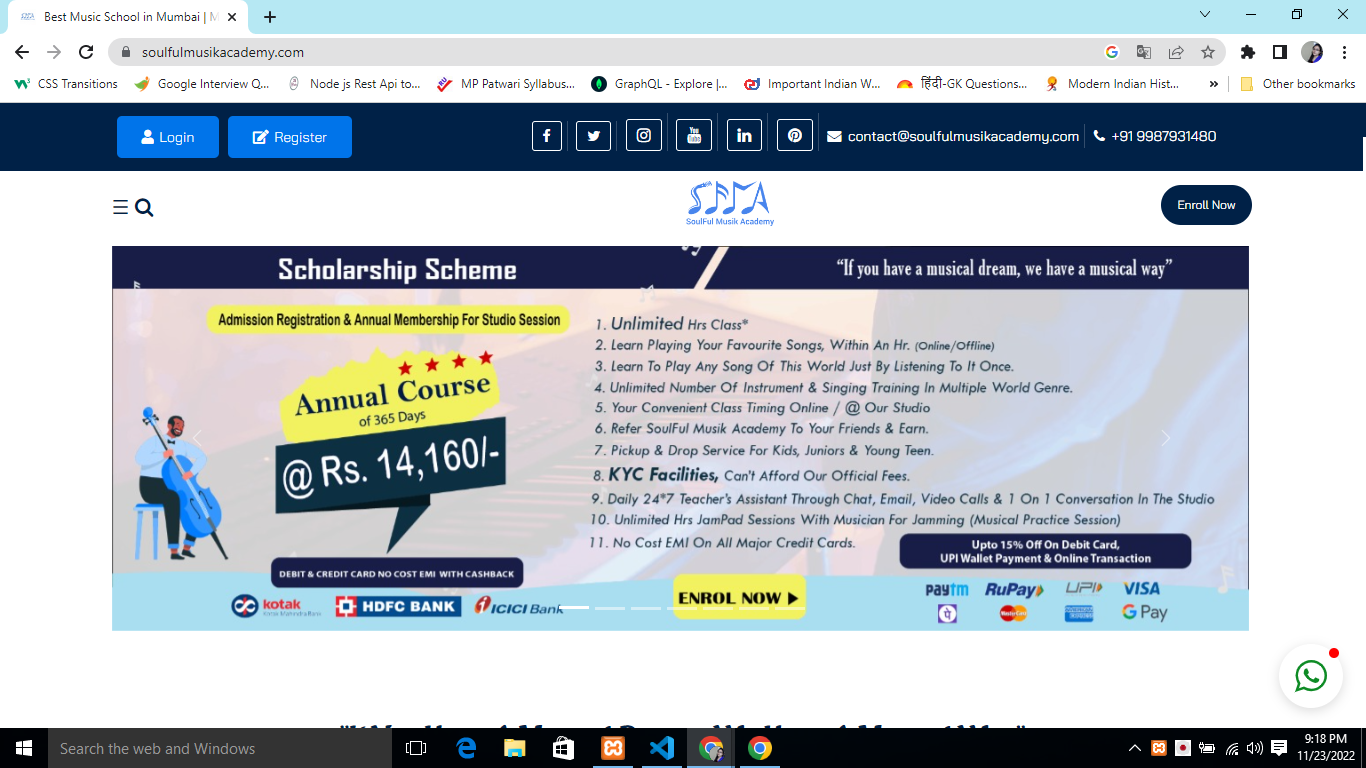 Best Music School in Mumbai | M
soulfulmusikacademy.com
CSS Transitions
Google Interview Q...
Node js Rest Api to...
MP Patwari Syllabus...
GraphQL - Explore |...
Important Indian W...
हिंदी-GK Questions...
Modern Indian Hist...
»
Other bookmarks
Login
Register
contact@soulfulmusikacademy.com
+91 9987931480
SoulFul Musik Academy
Enroll Now
Scholarship Scheme
“If you have a musical dream, we have a musical way”
Admission Registration & Annual Membership For Studio Session
Annual Course
of 365 Days
@ Rs. 14,160/-
DEBIT & CREDIT CARD NO COST EMI WITH CASHBACK
kotak
Kotak Mahindra Bank
HDFC BANK
ICICI Bank
1. Unlimited Hrs Class*
2. Learn Playing Your Favourite Songs, Within An Hr. (Online/Offline)
3. Learn To Play Any Song Of This World Just By Listening To It Once.
4. Unlimited Number Of Instrument & Singing Training In Multiple World Genre.
5. Your Convenient Class Timing Online / @ Our Studio
6. Refer SoulFul Musik Academy To Your Friends & Earn.
7. Pickup & Drop Service For Kids, Juniors & Young Teen.
8. KYC Facilities, Can't Afford Our Official Fees.
9. Daily 24*7 Teacher's Assistant Through Chat, Email, Video Calls & 1 On 1 Conversation In The Studio
10. Unlimited Hrs JamPad Sessions With Musician For Jamming (Musical Practice Session)
11. No Cost EMI On All Major Credit Cards.
Upto 15% Off On Debit Card,
UPI Wallet Payment & Online Transaction
ENROL NOW
paytm
RuPay
UPI
VISA
G Pay
Search the web and Windows
9:18 PM
11/23/2022